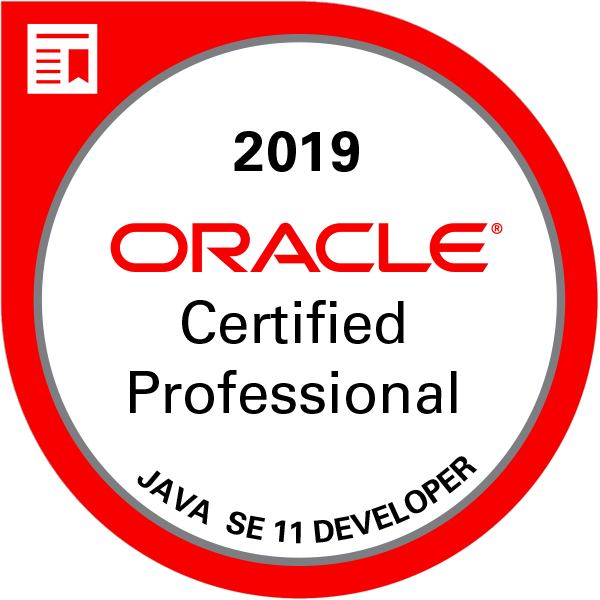 2019
ORACLE®
Certified
Professional
JAVA SE 11 DEVELOPER